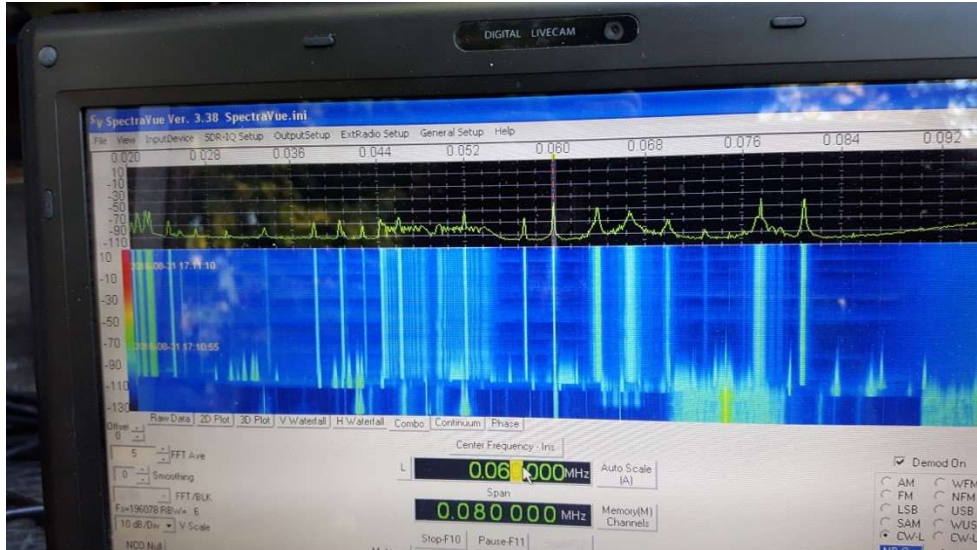 DIGITAL LIVECAM
SpectraVue Ver. 3.38 SpectraVue.ini
File View InputDevice SDR-IQ Setup OutputSetup ExtRadio Setup General Setup Help
0.020 0.028 0.036 0.044 0.052 0.060 0.068 0.076 0.084 0.092
10
-10
-30
-50
-70
-90
-110
10
17:11:10
-10
-30
-50
-70
17:10:55
-90
-110
-130
Raw Data 2D Plot 3D Plot V Waterfall H Waterfall Combo Continuum Phase
Offset
0
Center Frequency - Ins
5 FFT Ave
L 0.06 000 MHz Auto Scale (A)
0 Smoothing
Span
FFT/BLK
0.080 000 MHz Memory(M) Channels
Fs=196078 RBW= 6
10 dB/Div V Scale
Stop-F10 Pause-F11
NCO Null
Demod On
AM WFM
FM NFM
LSB USB
SAM WUS
CW-L CW-U